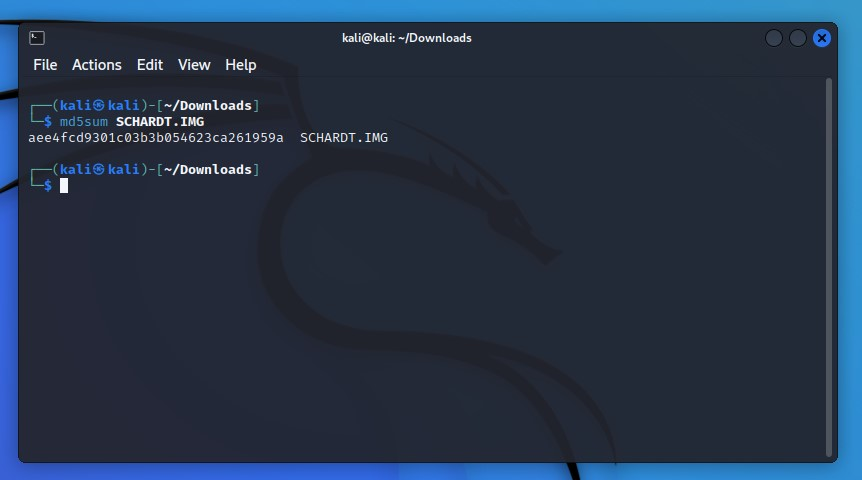 kali@kali: ~/Downloads
File Actions Edit View Help
┌──(kali㉿kali)-[~/Downloads]
└─$ md5sum SCHARDT.IMG
aee4fcd9301c03b3b054623ca261959a  SCHARDT.IMG
┌──(kali㉿kali)-[~/Downloads]
└─$